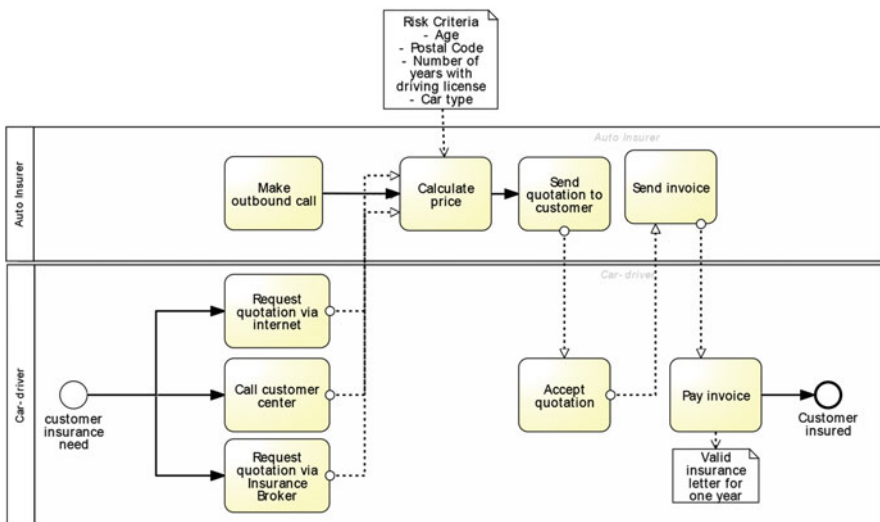 Risk Criteria
- Age
- Postal Code
- Number of
years with
driving license
- Car type
Auto Insurer
Auto Insurer
Make
outbound call
Calculate
price
Send
quotation to
customer
Send invoice
Car-driver
Car-driver
Request
quotation via
internet
customer
insurance
need
Call customer
center
Request
quotation via
Insurance
Broker
Accept
quotation
Pay invoice
Customer
insured
Valid
insurance
letter for
one year